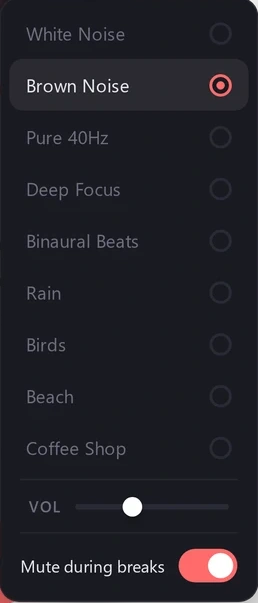 White Noise
Brown Noise
Pure 40Hz
Deep Focus
Binaural Beats
Rain
Birds
Beach
Coffee Shop
VOL
Mute during breaks